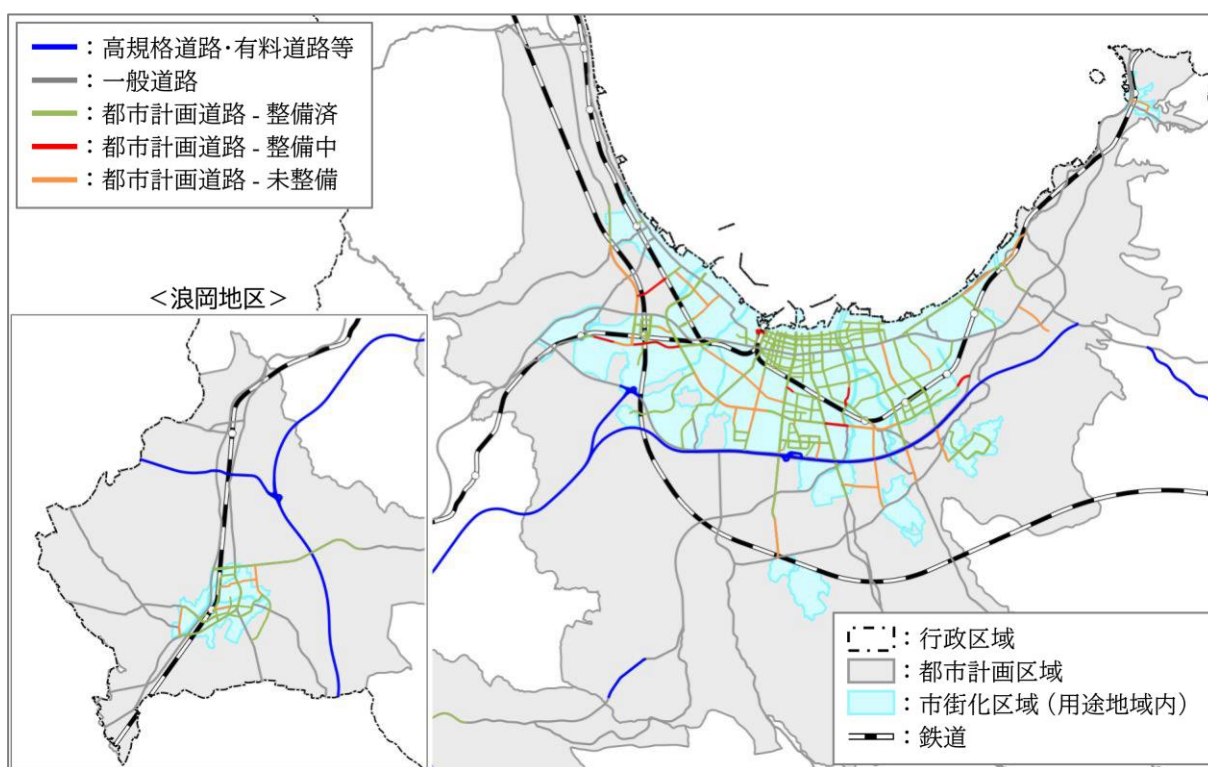 ：高規格道路・有料道路等
：一般道路
：都市計画道路 - 整備済
：都市計画道路 - 整備中
：都市計画道路 - 未整備
＜浪岡地区＞
：行政区域
：都市計画区域
：市街化区域（用途地域内）
：鉄道